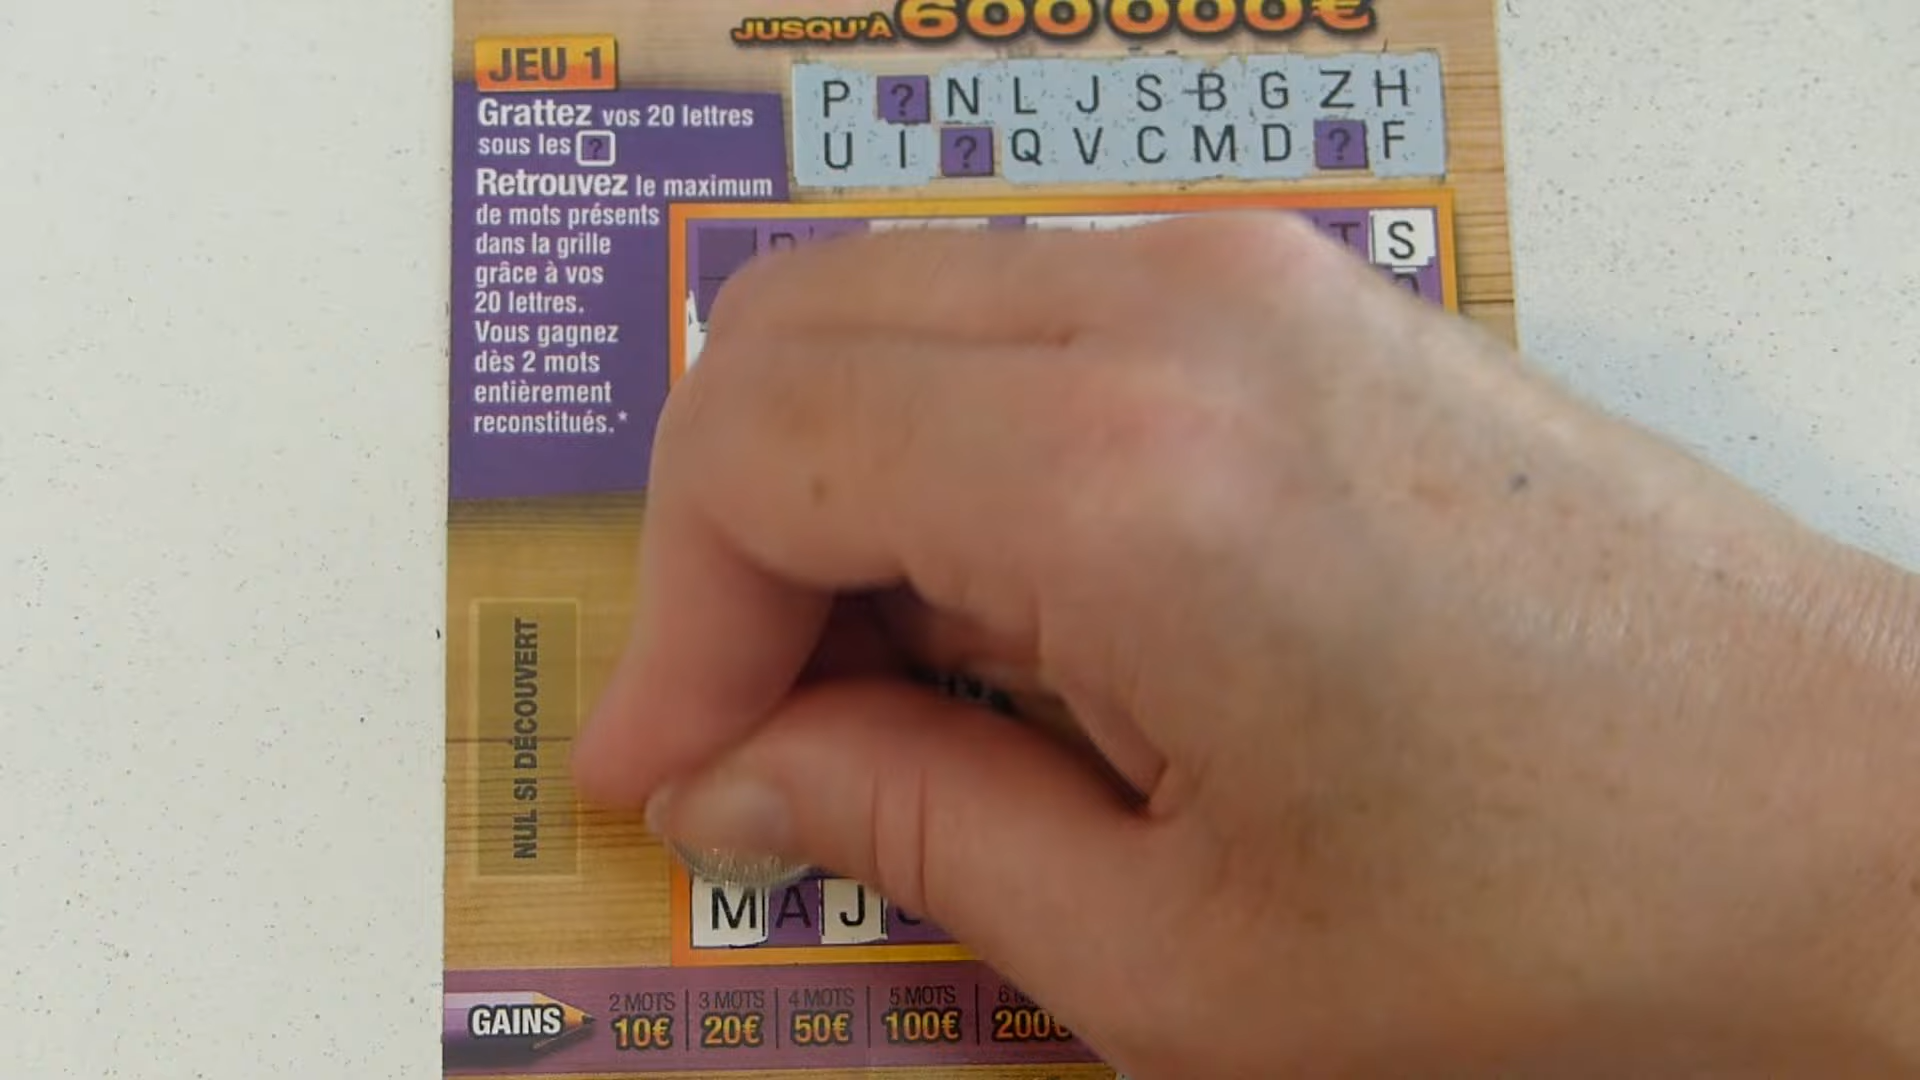 JUSQU'À 600 000€
JEU 1
Grattez vos 20 lettres
sous les ?
Retrouvez le maximum
de mots présents
dans la grille
grâce à vos
20 lettres.
Vous gagnez
dès 2 mots
entièrement
reconstitués.*
P ? N L J S B G Z H
U I ? Q V C M D ? F
T S
NUL SI DÉCOUVERT
M A J
GAINS
2 MOTS 3 MOTS 4 MOTS 5 MOTS 6
10€ 20€ 50€ 100€ 200€